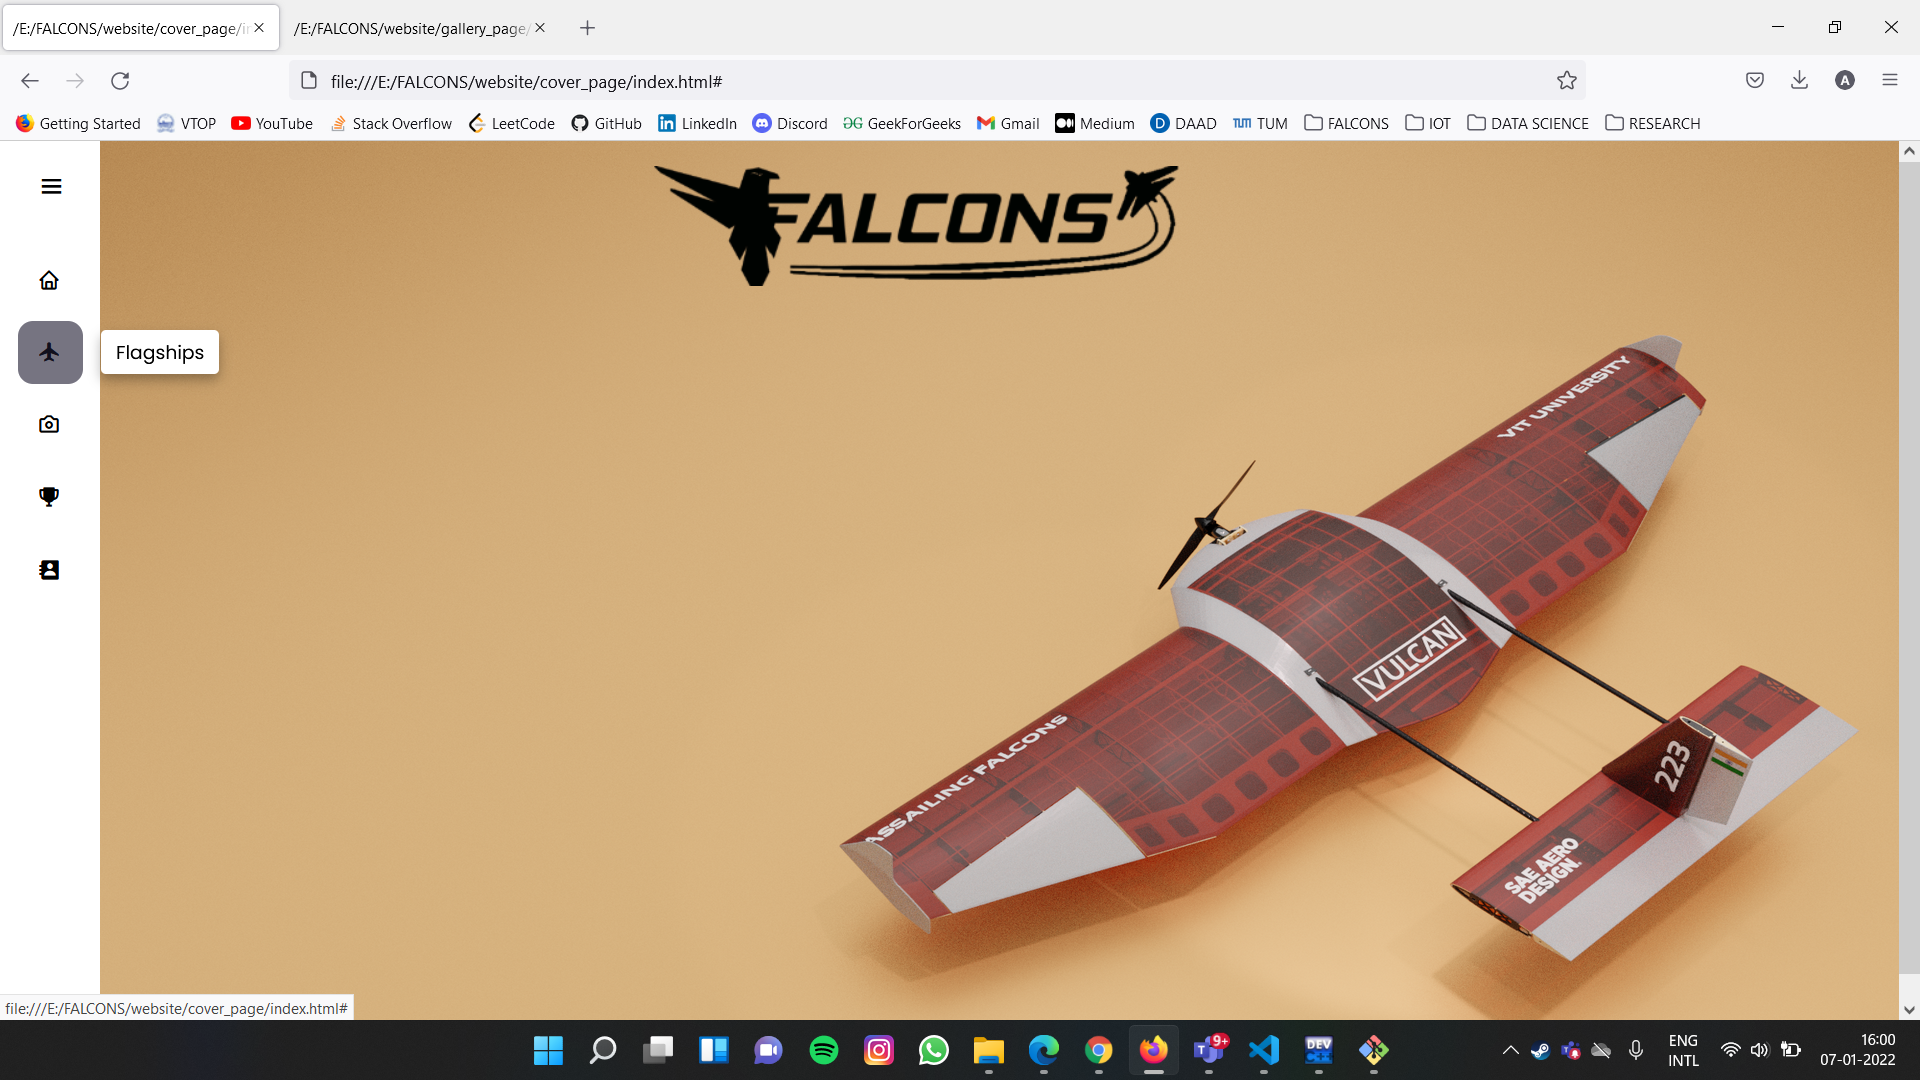 /E:/FALCONS/website/cover_page/in
/E:/FALCONS/website/gallery_page/
file:///E:/FALCONS/website/cover_page/index.html#
A
Getting Started
VTOP
YouTube
Stack Overflow
LeetCode
GitHub
LinkedIn
Discord
GeekForGeeks
Gmail
Medium
DAAD
TUM
FALCONS
IOT
DATA SCIENCE
RESEARCH
FALCONS
Flagships
VIT UNIVERSITY
VULCAN
ASSAILING FALCONS
223
SAE AERO
DESIGN.
file:///E:/FALCONS/website/cover_page/index.html#
9+
DEV
C++
ENG
INTL
16:00
07-01-2022